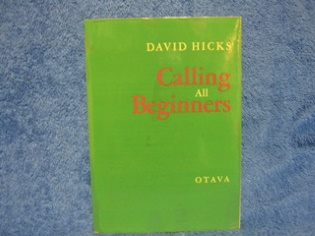 DAVID HICKS
Calling
All
Beginners
OTAVA